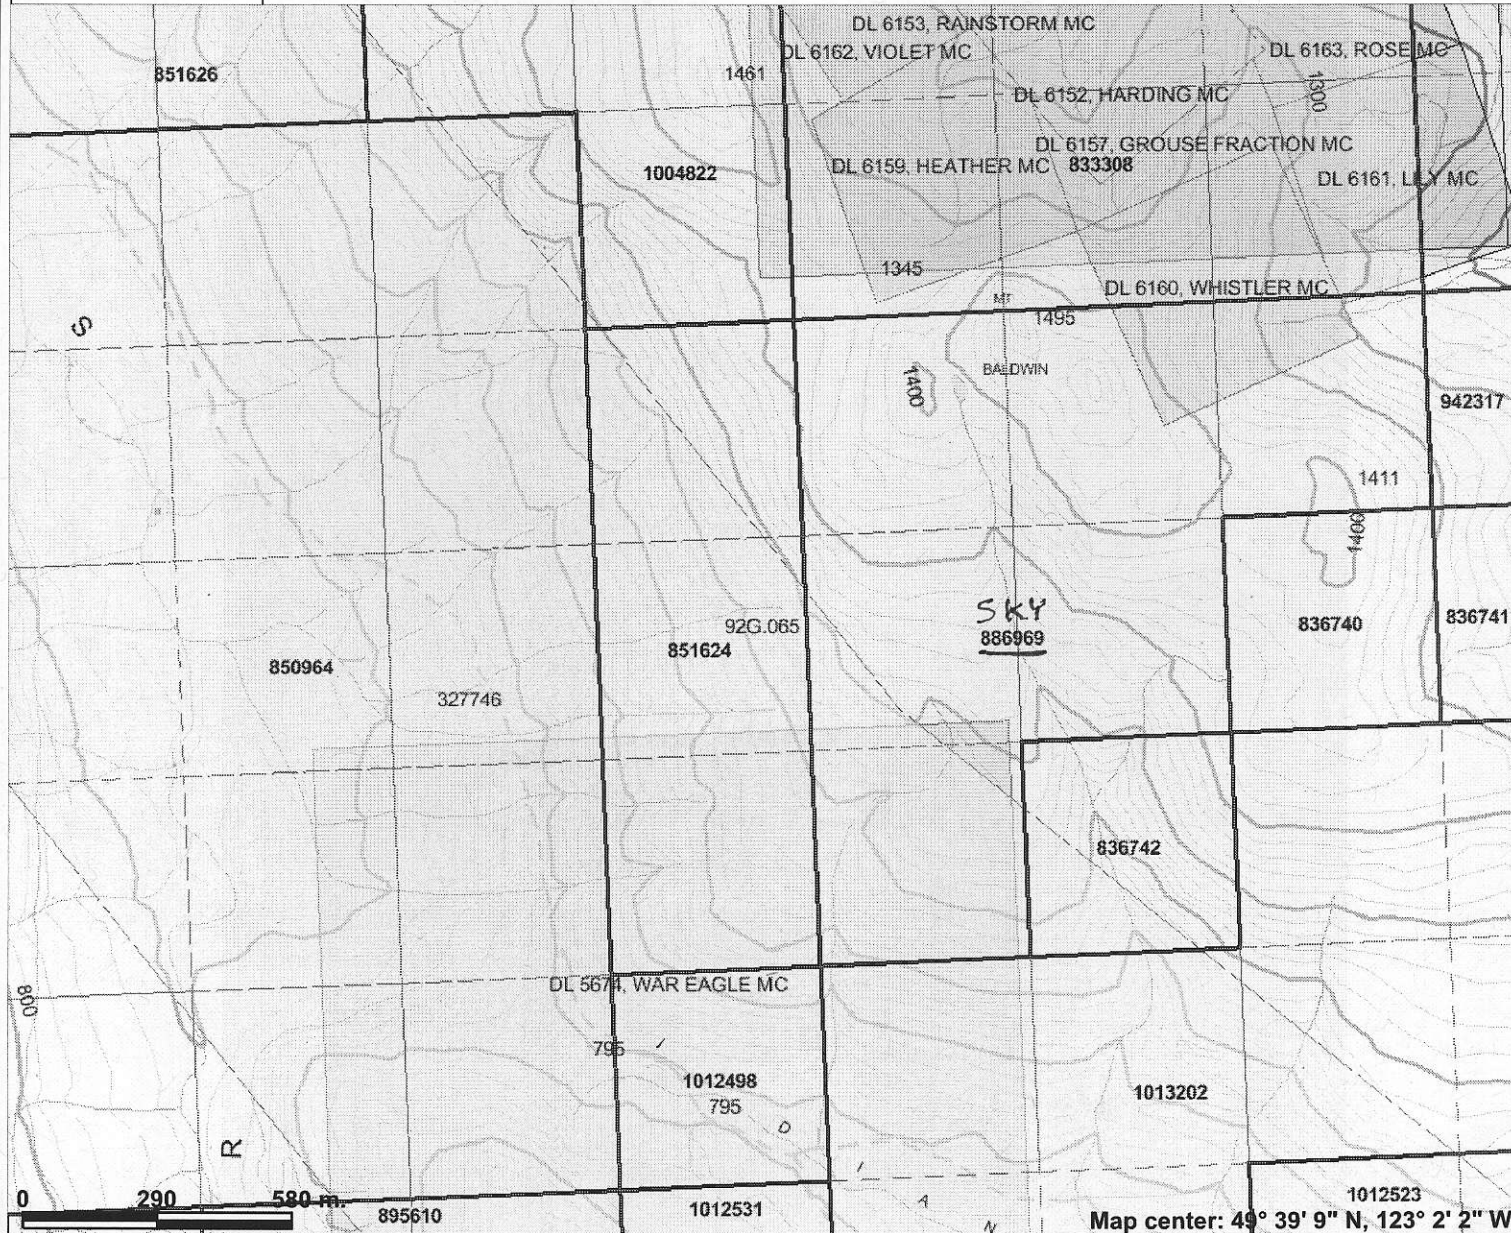 DL 6153, RAINSTORM MC
DL 6162, VIOLET MC
DL 6163, ROSE MC
851626
1461
DL 6152, HARDING MC
1300
DL 6157, GROUSE FRACTION MC
1004822
DL 6159, HEATHER MC 833308
DL 6161, LILY MC
1345
DL 6160, WHISTLER MC
MT
1495
S
BALDWIN
1400
942317
1411
1400
SKY
92G.065
886969
836740
836741
851624
850964
327746
836742
DL 5674, WAR EAGLE MC
800
795
1012498
1013202
795
D
R
I
A
N
0 290 580 m.
895610
1012531
1012523
Map center: 49° 39' 9" N, 123° 2' 2" W